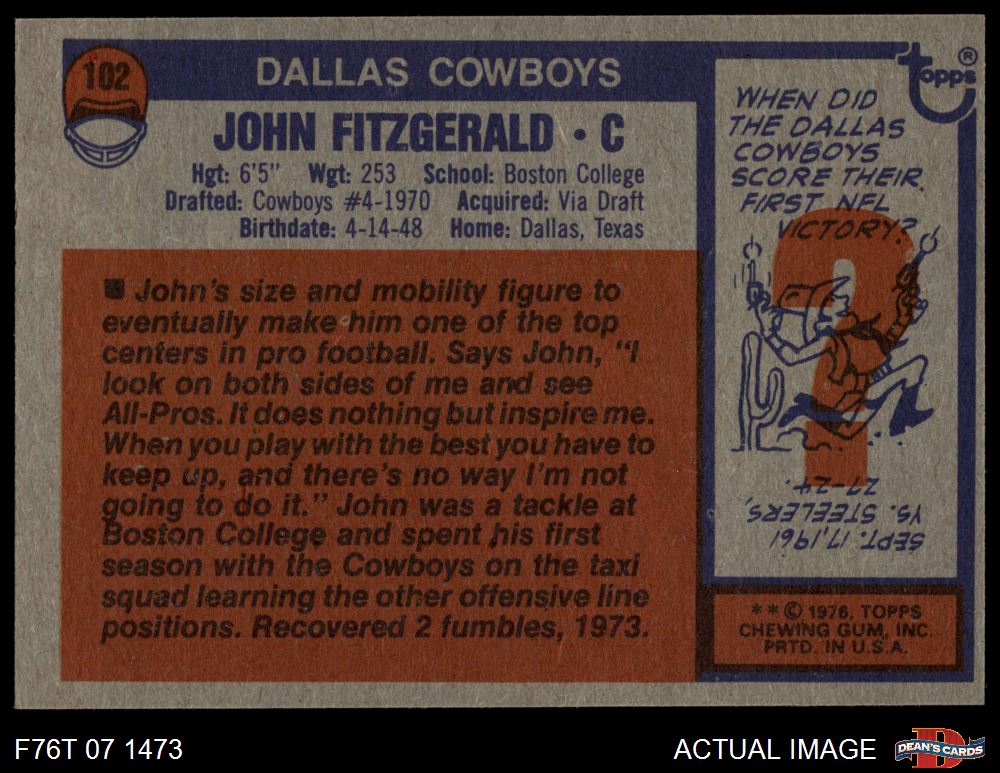 102
DALLAS COWBOYS
JOHN FITZGERALD • C
Hgt: 6'5" Wgt: 253 School: Boston College
Drafted: Cowboys #4-1970 Acquired: Via Draft
Birthdate: 4-14-48 Home: Dallas, Texas
■ John's size and mobility figure to
eventually make him one of the top
centers in pro football. Says John, "I
look on both sides of me and see
All-Pros. It does nothing but inspire me.
When you play with the best you have to
keep up, and there's no way I'm not
going to do it." John was a tackle at
Boston College and spent his first
season with the Cowboys on the taxi
squad learning the other offensive line
positions. Recovered 2 fumbles, 1973.
Topps®
WHEN DID
THE DALLAS
COWBOYS
SCORE THEIR
FIRST NFL
VICTORY?
?
SEPT. 17, 1961
VS. STEELERS,
27-24.
** © 1976, TOPPS
CHEWING GUM, INC.
PRTD. IN U.S.A.
F76T 07 1473
ACTUAL IMAGE
D
DEAN'S CARDS